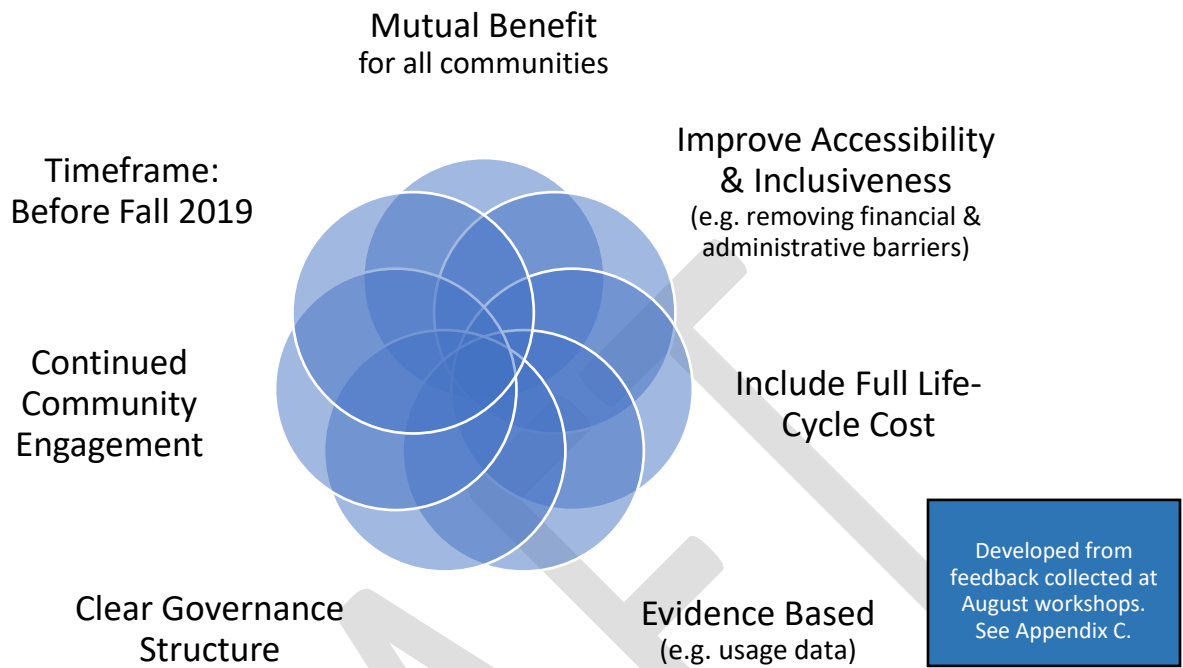 Mutual Benefit
for all communities
Improve Accessibility
& Inclusiveness
(e.g. removing financial &
administrative barriers)
Include Full Life-
Cycle Cost
Evidence Based
(e.g. usage data)
Clear Governance
Structure
Continued
Community
Engagement
Timeframe:
Before Fall 2019
Developed from
feedback collected at
August workshops.
See Appendix C.